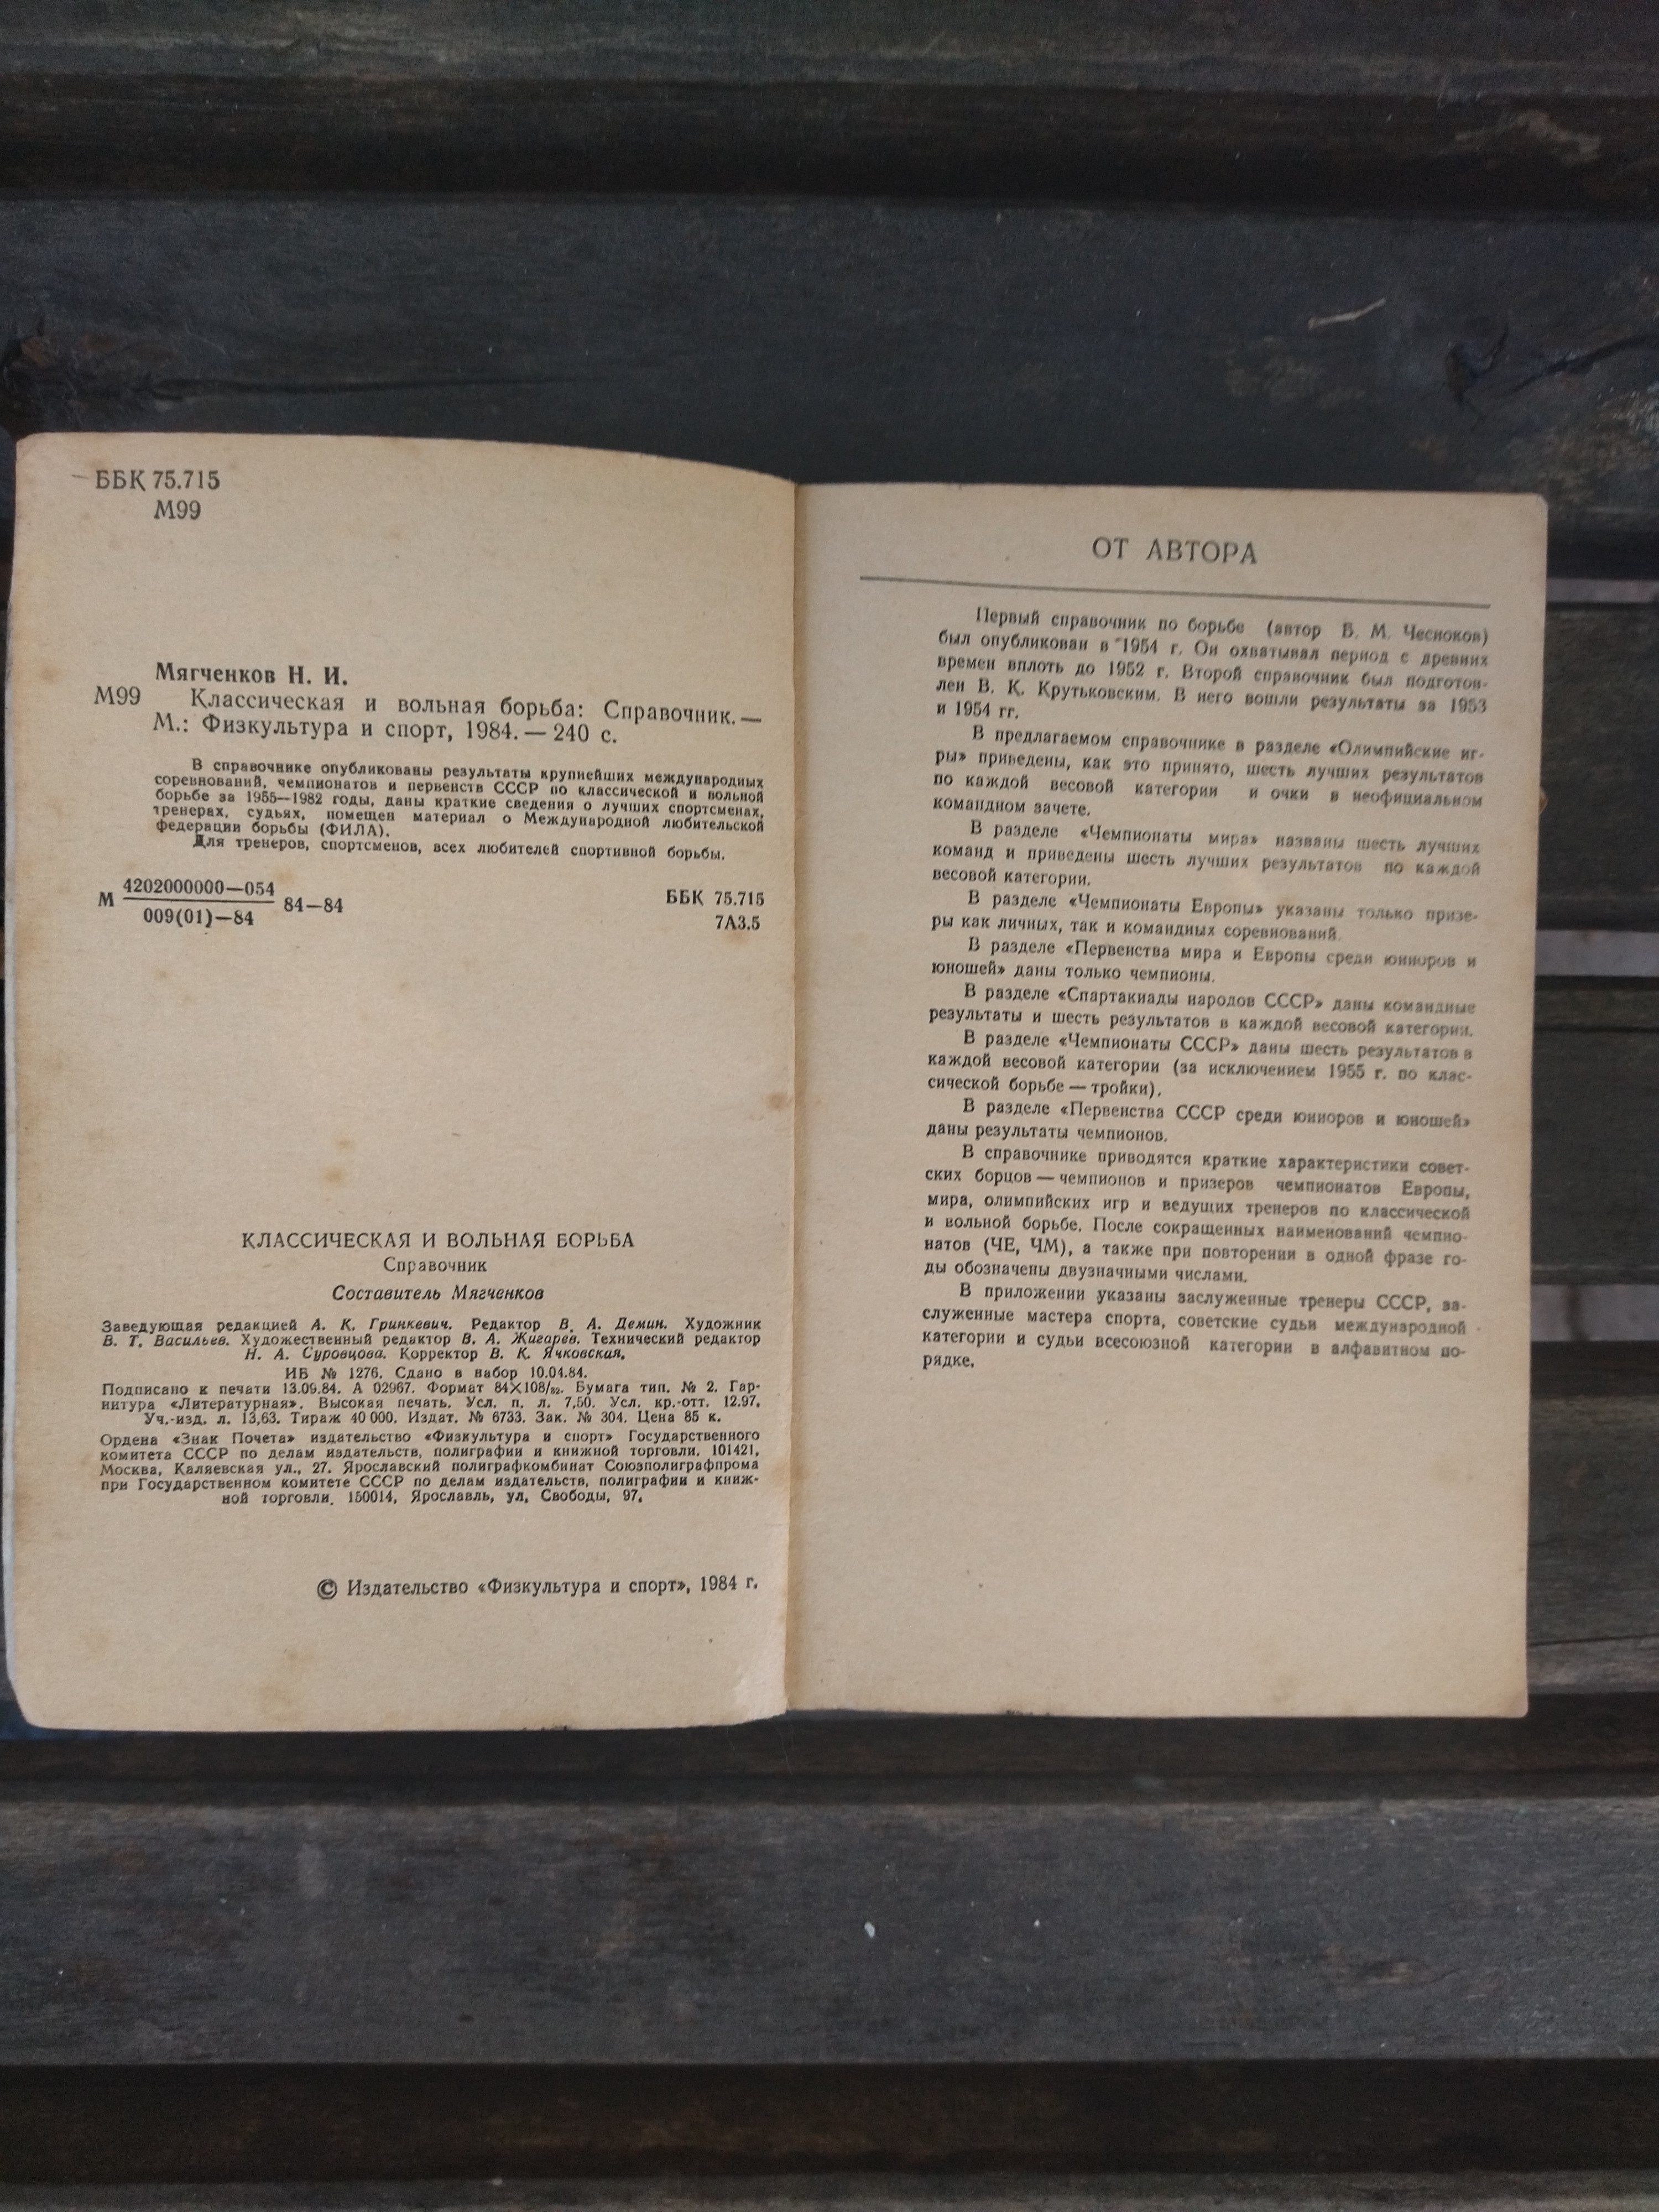 ББК 75.715
М99
Мягченков Н. И.
М99 Классическая и вольная борьба: Справочник. —
М.: Физкультура и спорт, 1984. — 240 с.
В справочнике опубликованы результаты крупнейших международных
соревнований, чемпионатов и первенств СССР по классической и вольной
борьбе за 1955—1982 годы, даны краткие сведения о лучших спортсменах,
тренерах, судьях, помещен материал о Международной любительской
федерации борьбы (ФИЛА).
Для тренеров, спортсменов, всех любителей спортивной борьбы.
М 4202000000—054
009(01)—84
84—84
ББК 75.715
7А3.5
КЛАССИЧЕСКАЯ И ВОЛЬНАЯ БОРЬБА
Справочник
Составитель Мягченков
Заведующая редакцией А. К. Гринкевич. Редактор В. А. Демин. Художник
В. Т. Васильев. Художественный редактор В. А. Жигарев. Технический редактор
Н. А. Суровцова. Корректор В. К. Ячковская.
ИБ № 1276. Сдано в набор 10.04.84.
Подписано к печати 13.09.84. А 02967. Формат 84×108/32. Бумага тип. № 2. Гар-
нитура «Литературная». Высокая печать. Усл. п. л. 7,50. Усл. кр.-отт. 12.97.
Уч.-изд. л. 13,63. Тираж 40 000. Издат. № 6733. Зак. № 304. Цена 85 к.
Ордена «Знак Почета» издательство «Физкультура и спорт» Государственного
комитета СССР по делам издательств, полиграфии и книжной торговли. 101421,
Москва, Каляевская ул., 27. Ярославский полиграфкомбинат Союзполиграфпрома
при Государственном комитете СССР по делам издательств, полиграфии и книж-
ной торговли. 150014, Ярославль, ул. Свободы, 97.
© Издательство «Физкультура и спорт», 1984 г.
ОТ АВТОРА
Первый справочник по борьбе (автор Б. М. Чесноков)
был опубликован в 1954 г. Он охватывал период с древних
времен вплоть до 1952 г. Второй справочник был подготов-
лен В. К. Крутьковским. В него вошли результаты за 1953
и 1954 гг.
В предлагаемом справочнике в разделе «Олимпийские иг-
ры» приведены, как это принято, шесть лучших результатов
по каждой весовой категории и очки в неофициальном
командном зачете.
В разделе «Чемпионаты мира» названы шесть лучших
команд и приведены шесть лучших результатов по каждой
весовой категории.
В разделе «Чемпионаты Европы» указаны только призе-
ры как личных, так и командных соревнований.
В разделе «Первенства мира и Европы среди юниоров и
юношей» даны только чемпионы.
В разделе «Спартакиады народов СССР» даны командные
результаты и шесть результатов в каждой весовой категории.
В разделе «Чемпионаты СССР» даны шесть результатов в
каждой весовой категории (за исключением 1955 г. по клас-
сической борьбе — тройки).
В разделе «Первенства СССР среди юниоров и юношей»
даны результаты чемпионов.
В справочнике приводятся краткие характеристики совет-
ских борцов — чемпионов и призеров чемпионатов Европы,
мира, олимпийских игр и ведущих тренеров по классической
и вольной борьбе. После сокращенных наименований чемпио-
натов (ЧЕ, ЧМ), а также при повторении в одной фразе го-
ды обозначены двузначными числами.
В приложении указаны заслуженные тренеры СССР, за-
служенные мастера спорта, советские судьи международной
категории и судьи всесоюзной категории в алфавитном по-
рядке.